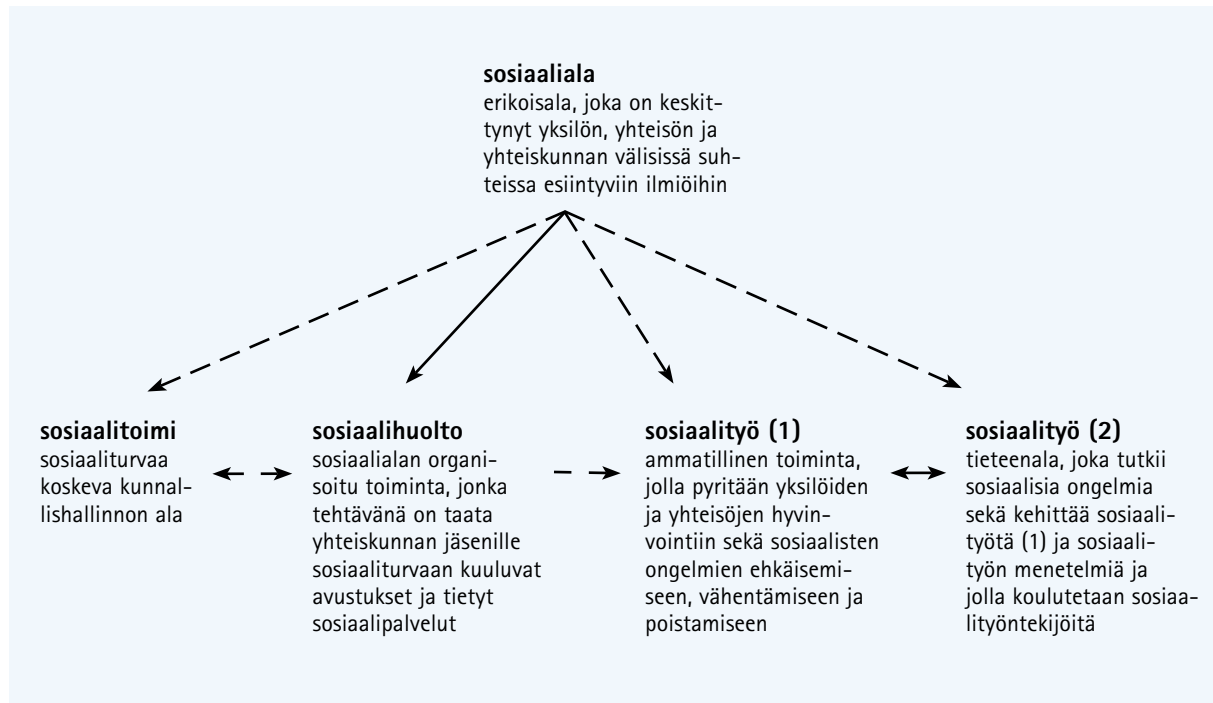 sosiaaliala
erikoisala, joka on keskit-
tynyt yksilön, yhteisön ja
yhteiskunnan välisissä suh-
teissa esiintyviin ilmiöihin
sosiaalitoimi
sosiaaliturvaa
koskeva kunnal-
lishallinnon ala
sosiaalihuolto
sosiaalialan organi-
soitu toiminta, jonka
tehtävänä on taata
yhteiskunnan jäsenille
sosiaaliturvaan kuuluvat
avustukset ja tietyt
sosiaalipalvelut
sosiaalityö (1)
ammatillinen toiminta,
jolla pyritään yksilöiden
ja yhteisöjen hyvin-
vointiin sekä sosiaalisten
ongelmien ehkäisemi-
seen, vähentämiseen ja
poistamiseen
sosiaalityö (2)
tieteenala, joka tutkii
sosiaalisia ongelmia
sekä kehittää sosiaali-
työtä (1) ja sosiaali-
työn menetelmiä ja
jolla koulutetaan sosiaa-
lityöntekijöitä